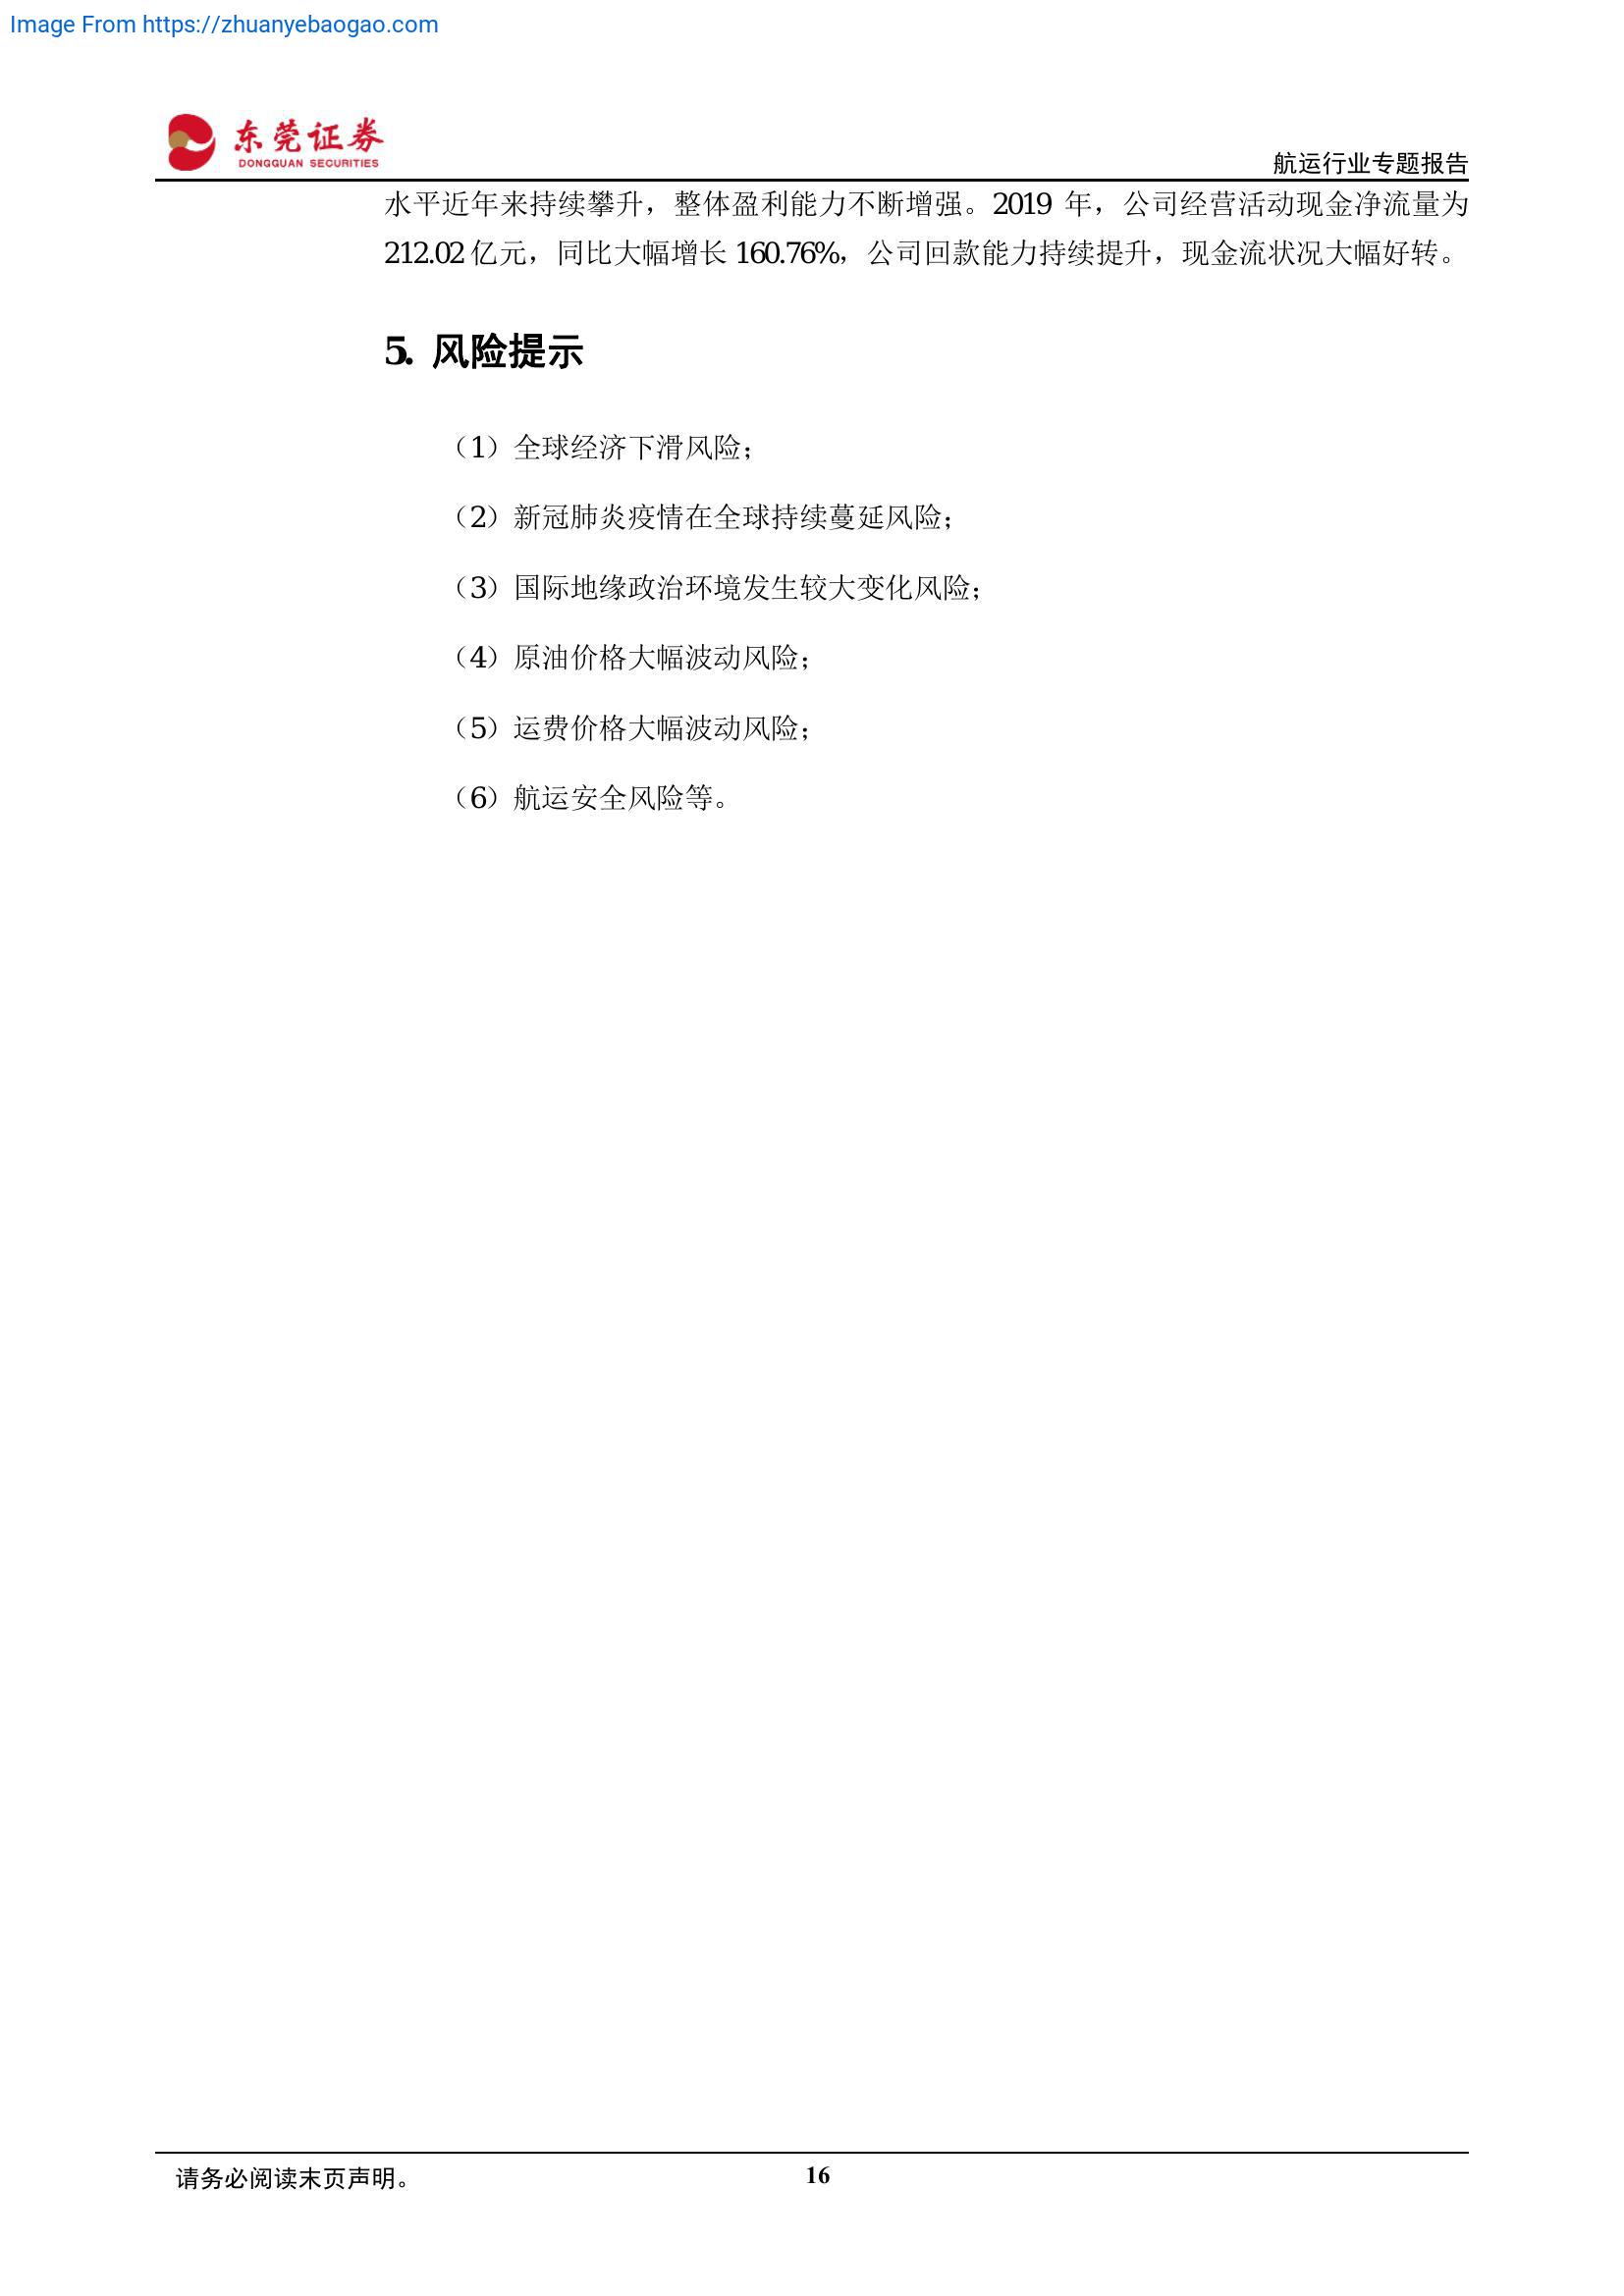 Image From https://zhuanyebaogao.com
东莞证券
DONGGUAN SECURITIES
航运行业专题报告
水平近年来持续攀升，整体盈利能力不断增强。2019 年，公司经营活动现金净流量为
212.02 亿元，同比大幅增长 160.76%，公司回款能力持续提升，现金流状况大幅好转。
5. 风险提示
（1）全球经济下滑风险；
（2）新冠肺炎疫情在全球持续蔓延风险；
（3）国际地缘政治环境发生较大变化风险；
（4）原油价格大幅波动风险；
（5）运费价格大幅波动风险；
（6）航运安全风险等。
请务必阅读末页声明。
16